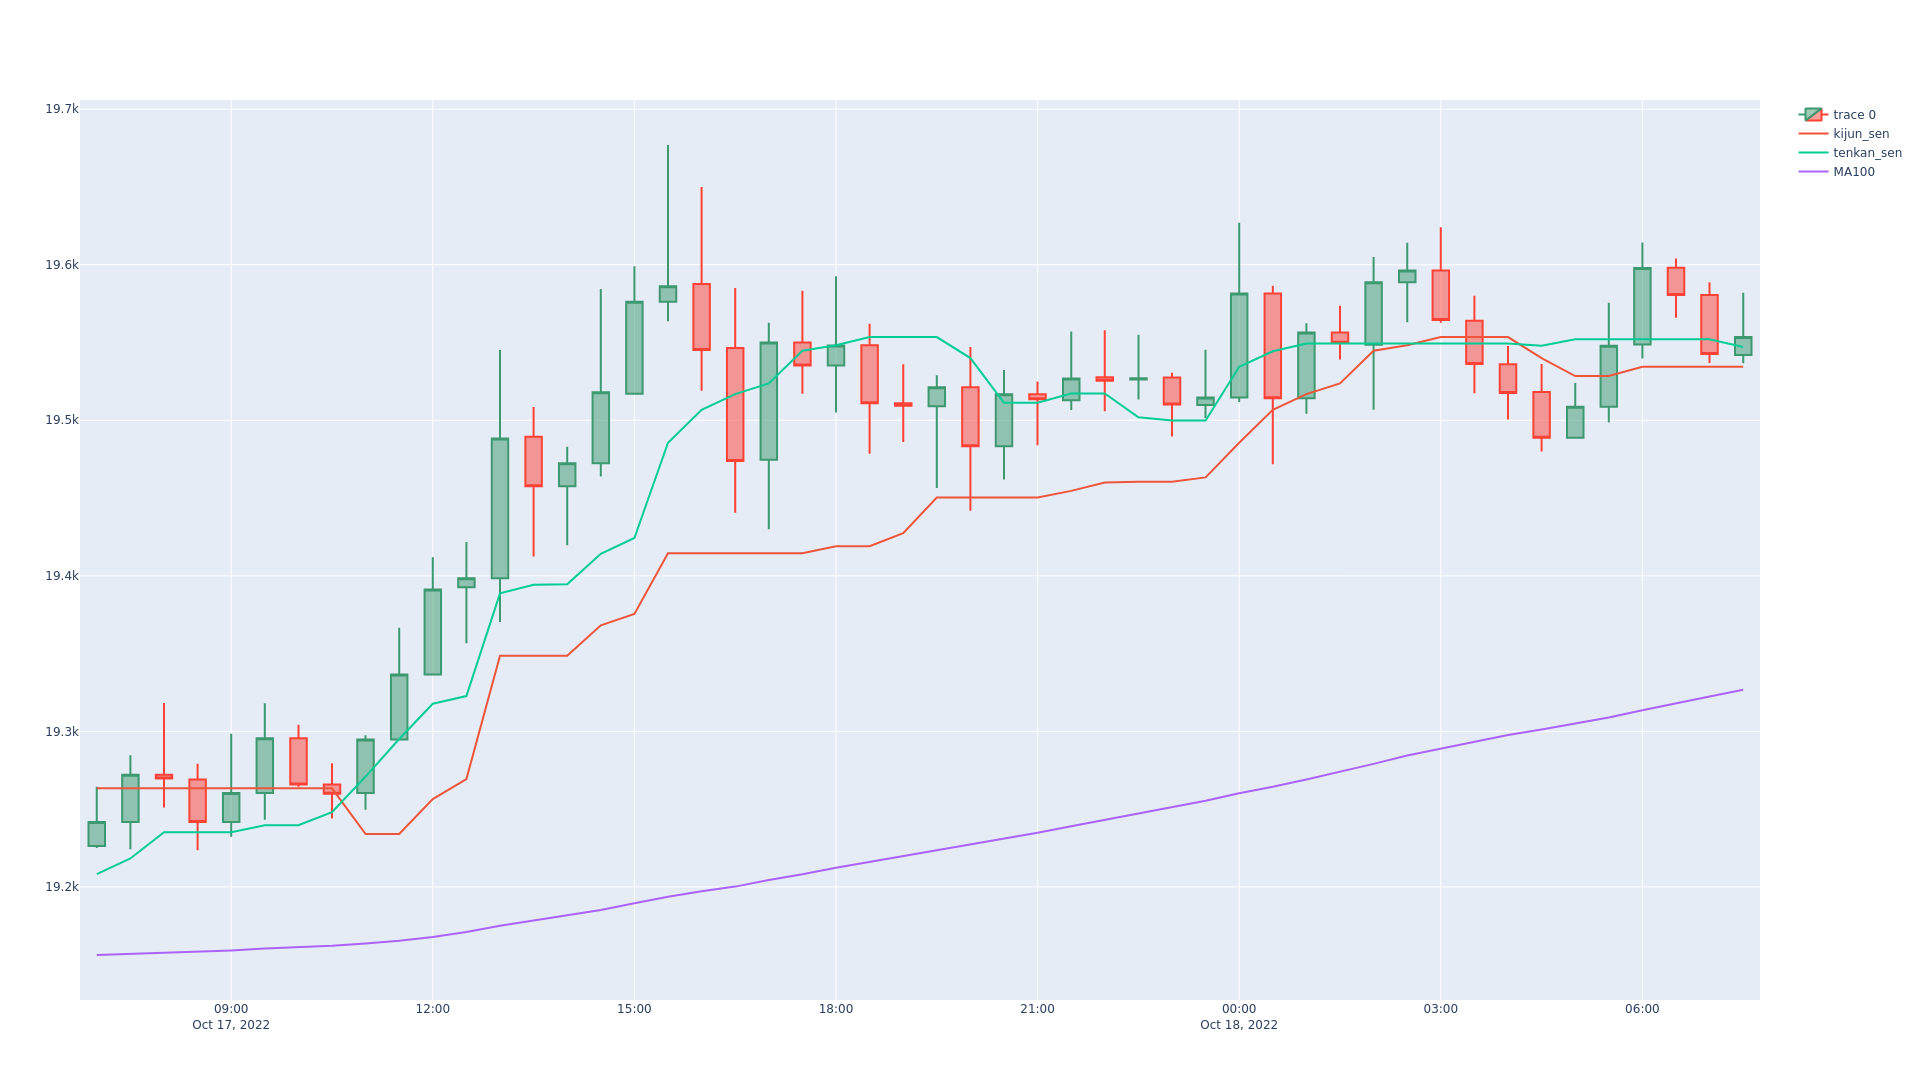 19.7k
19.6k
19.5k
19.4k
19.3k
19.2k
09:00
Oct 17, 2022
12:00
15:00
18:00
21:00
00:00
Oct 18, 2022
03:00
06:00
trace 0
kijun_sen
tenkan_sen
MA100